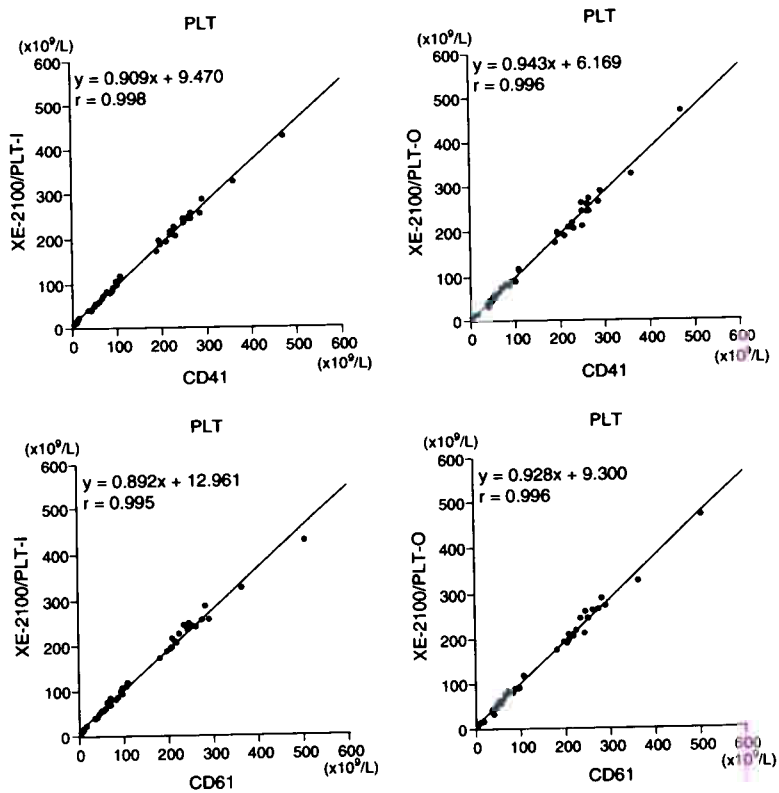 PLT
(x10⁹/L)
600
500
400
300
200
100
0
y = 0.909x + 9.470
r = 0.998
XE-2100/PLT-I
0 100 200 300 400 500 600
(x10⁹/L)
CD41
PLT
(x10⁹/L)
600
500
400
300
200
100
0
y = 0.943x + 6.169
r = 0.996
XE-2100/PLT-O
0 100 200 300 400 500 600
(x10⁹/L)
CD41
PLT
(x10⁹/L)
600
500
400
300
200
100
0
y = 0.892x + 12.961
r = 0.995
XE-2100/PLT-I
0 100 200 300 400 500 600
(x10⁹/L)
CD61
PLT
(x10⁹/L)
600
500
400
300
200
100
0
y = 0.928x + 9.300
r = 0.996
XE-2100/PLT-O
0 100 200 300 400 500 600
(x10⁹/L)
CD61